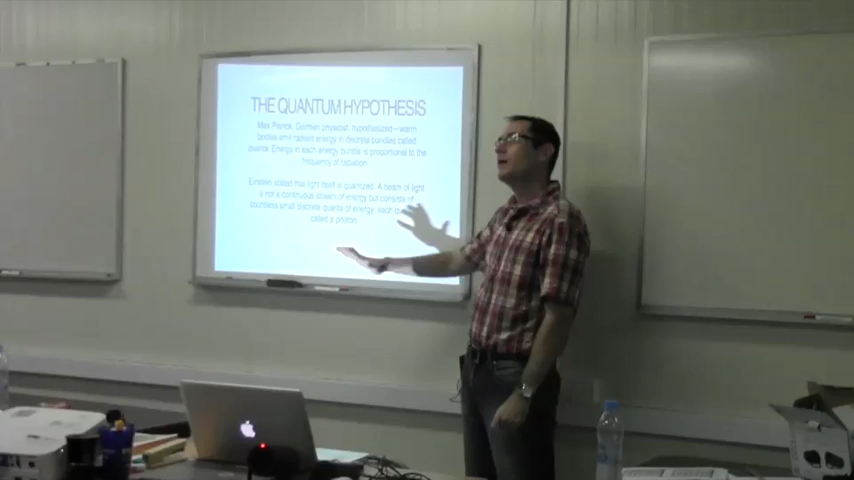 THE QUANTUM HYPOTHESIS
Max Planck, German physicist, hypothesized—warm
bodies emit radiant energy in discrete bundles called
quanta. Energy in each energy bundle is proportional to the
frequency of radiation.
Einstein stated that light itself is quantized. A beam of light
is not a continuous stream of energy but consists of
countless small discrete quanta of energy, each
called a photon.